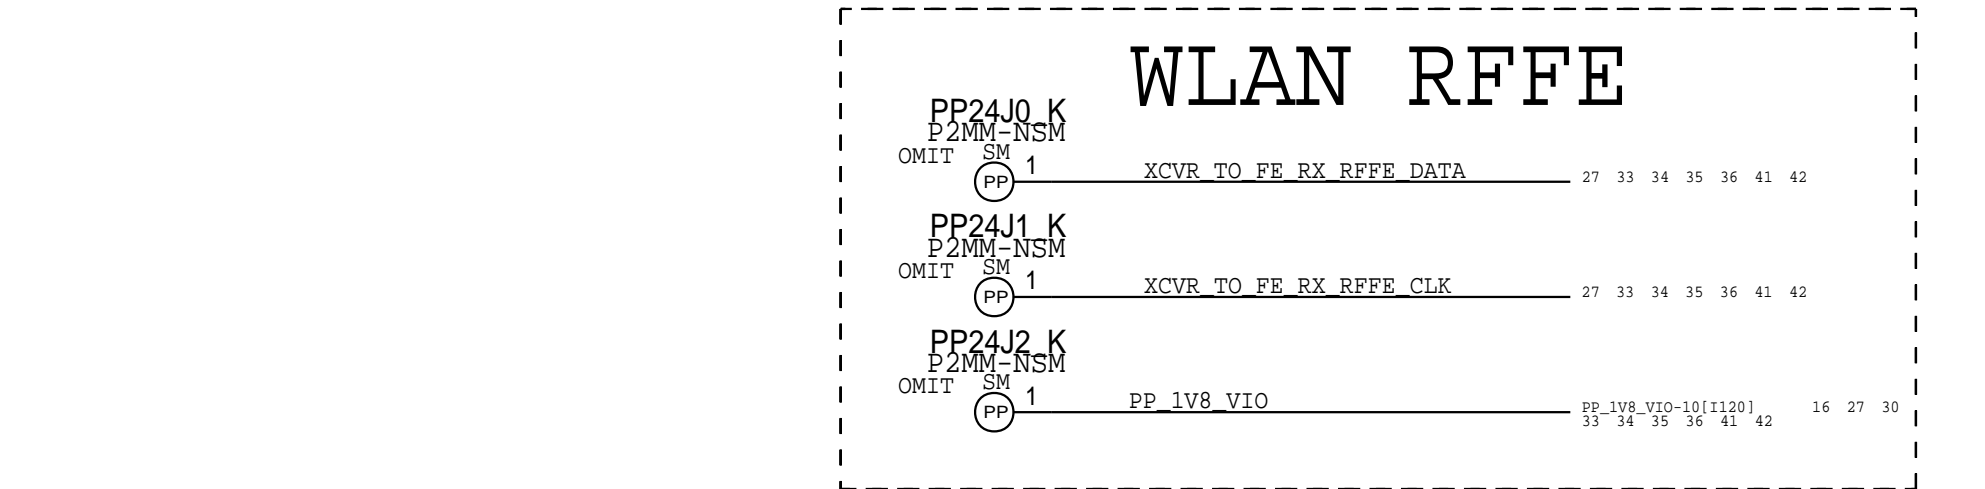 WLAN RFFE
PP24J0_K
P2MM-NSM
OMIT SM
1
PP
XCVR_TO_FE_RX_RFFE_DATA
27 33 34 35 36 41 42
PP24J1_K
P2MM-NSM
OMIT SM
1
PP
XCVR_TO_FE_RX_RFFE_CLK
27 33 34 35 36 41 42
PP24J2_K
P2MM-NSM
OMIT SM
1
PP
PP_1V8_VIO
PP_1V8_VIO-10[I120] 16 27 30
33 34 35 36 41 42